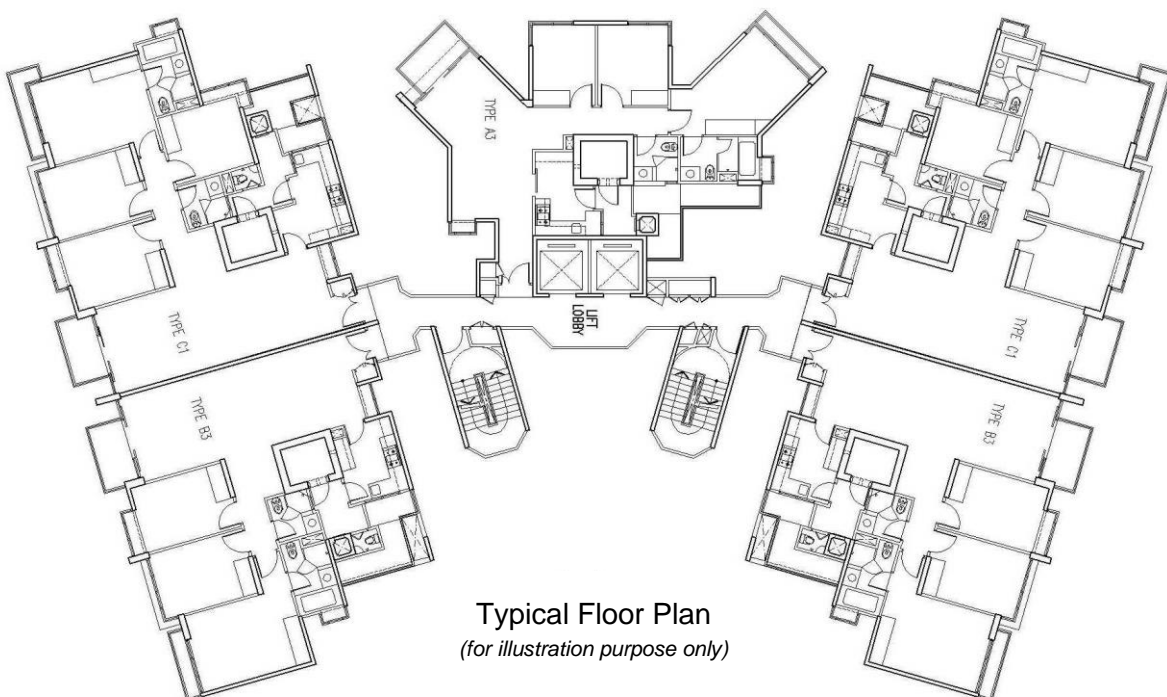 TYPE A3
TYPE C1
LIFT
LOBBY
TYPE C1
TYPE B3
TYPE B3
Typical Floor Plan
(for illustration purpose only)